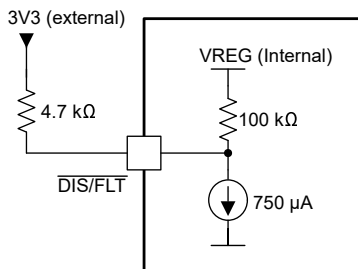 3V3 (external)
VREG (Internal)
4.7 kΩ
100 kΩ
DIS/FLT
750 µA